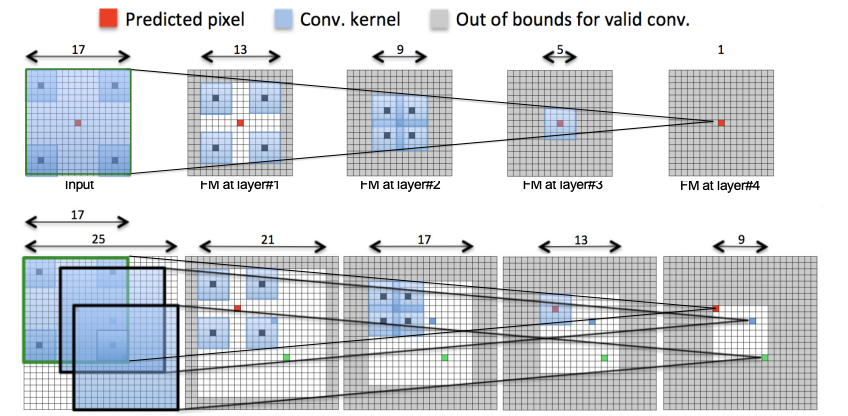 Predicted pixel Conv. kernel Out of bounds for valid conv.
17 13 9 5 1
Input FM at layer#1 FM at layer#2 FM at layer#3 FM at layer#4
17
25 21 17 13 9